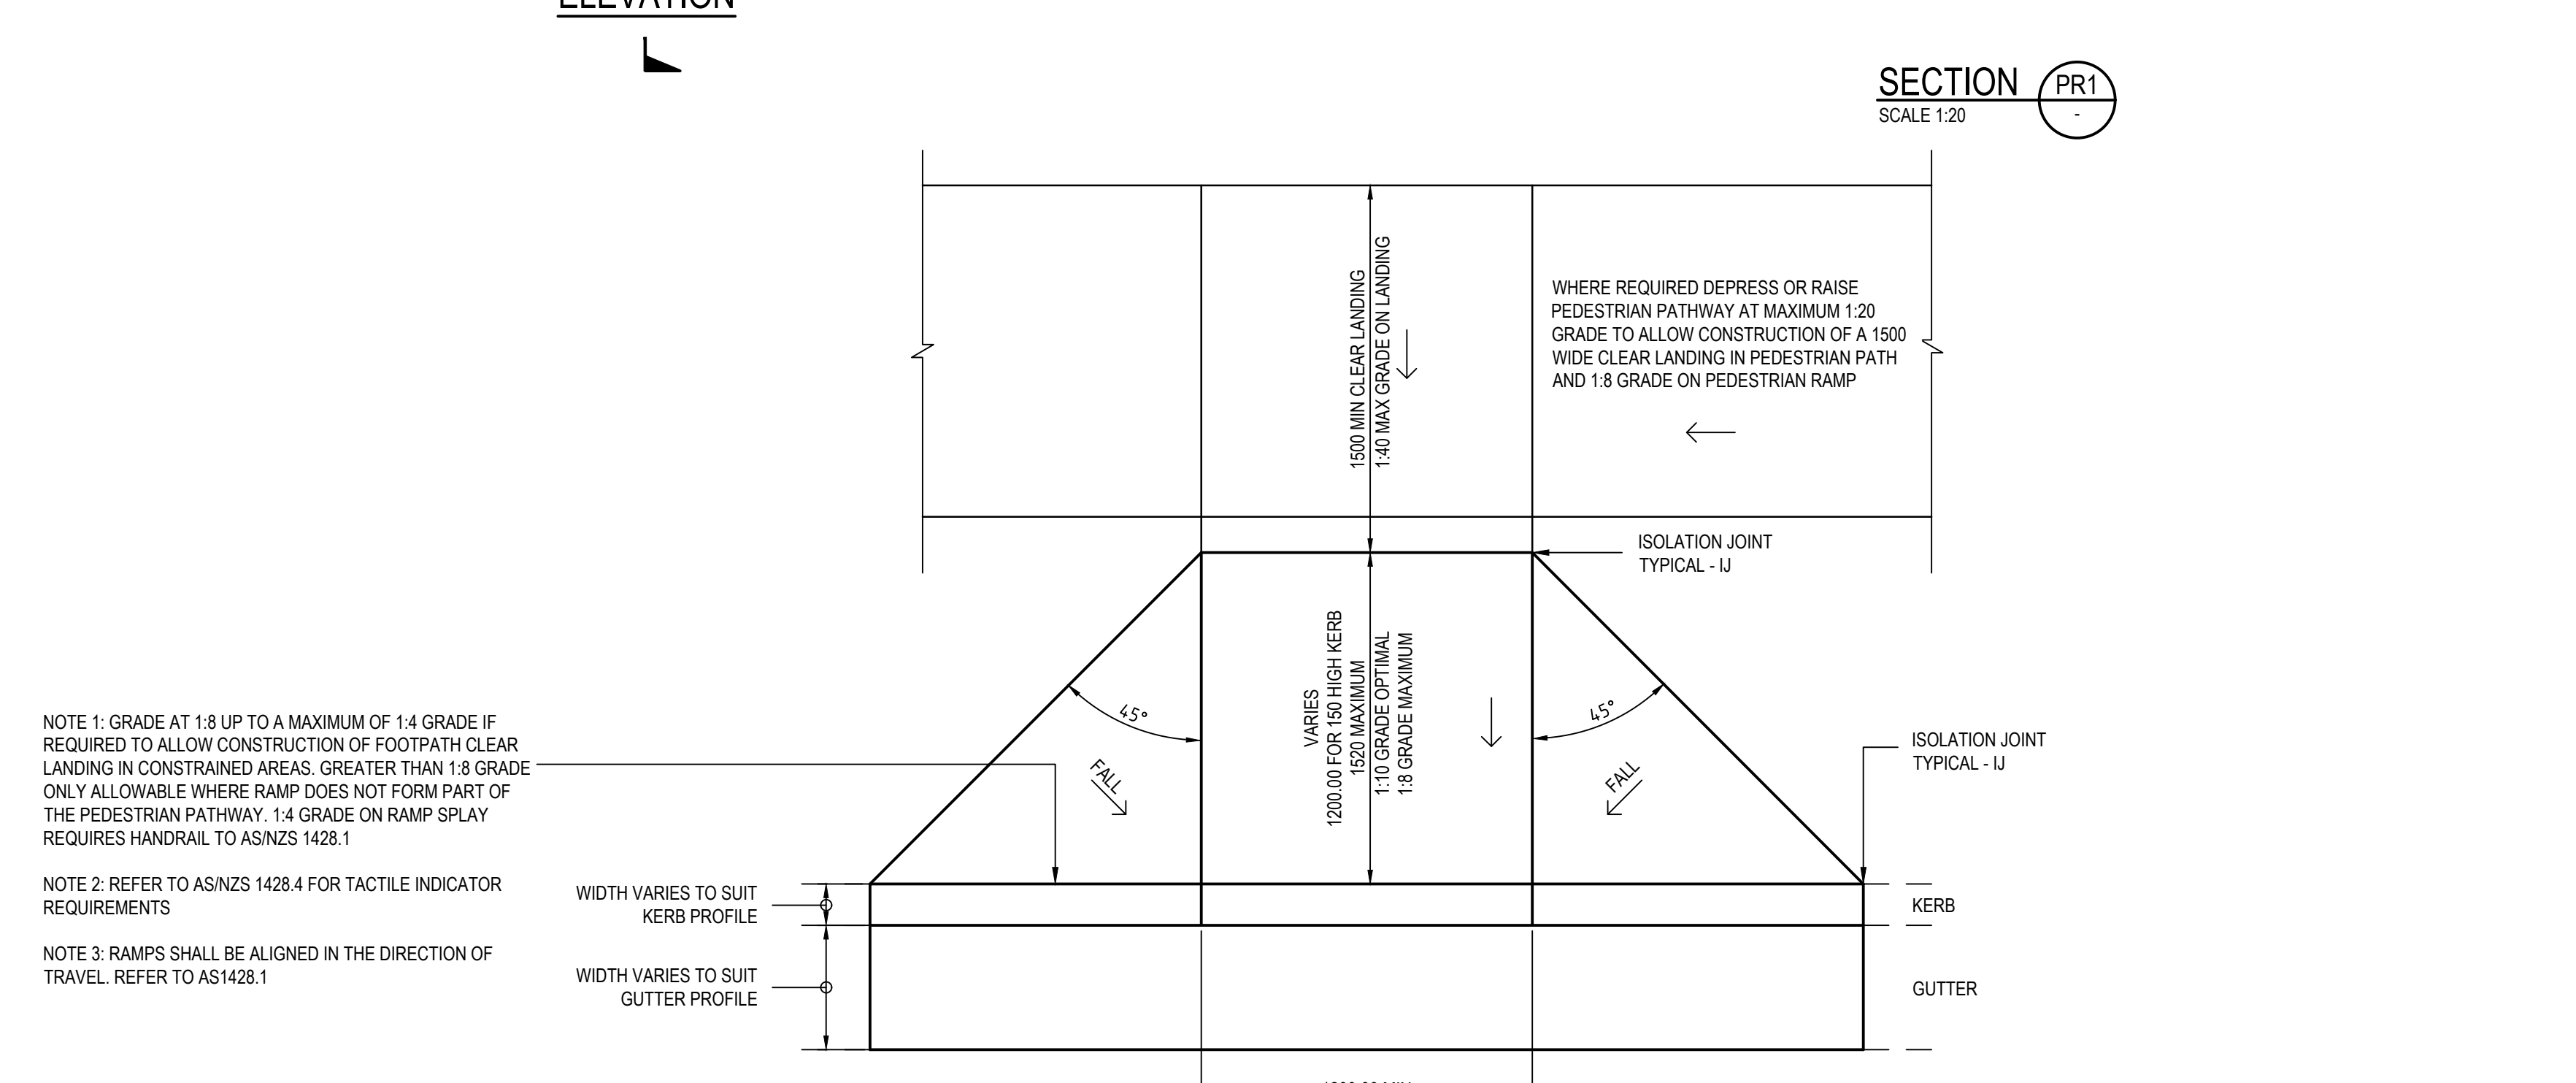 ELEVATION
SECTION
PR1
SCALE 1:20
-
1500 MIN CLEAR LANDING
1:40 MAX GRADE ON LANDING
WHERE REQUIRED DEPRESS OR RAISE
PEDESTRIAN PATHWAY AT MAXIMUM 1:20
GRADE TO ALLOW CONSTRUCTION OF A 1500
WIDE CLEAR LANDING IN PEDESTRIAN PATH
AND 1:8 GRADE ON PEDESTRIAN RAMP
ISOLATION JOINT
TYPICAL - IJ
VARIES
1200.00 FOR 150 HIGH KERB
1520 MAXIMUM
1:10 GRADE OPTIMAL
1:8 GRADE MAXIMUM
45°
45°
FALL
FALL
ISOLATION JOINT
TYPICAL - IJ
NOTE 1: GRADE AT 1:8 UP TO A MAXIMUM OF 1:4 GRADE IF
REQUIRED TO ALLOW CONSTRUCTION OF FOOTPATH CLEAR
LANDING IN CONSTRAINED AREAS. GREATER THAN 1:8 GRADE
ONLY ALLOWABLE WHERE RAMP DOES NOT FORM PART OF
THE PEDESTRIAN PATHWAY. 1:4 GRADE ON RAMP SPLAY
REQUIRES HANDRAIL TO AS/NZS 1428.1
NOTE 2: REFER TO AS/NZS 1428.4 FOR TACTILE INDICATOR
REQUIREMENTS
NOTE 3: RAMPS SHALL BE ALIGNED IN THE DIRECTION OF
TRAVEL. REFER TO AS1428.1
WIDTH VARIES TO SUIT
KERB PROFILE
WIDTH VARIES TO SUIT
GUTTER PROFILE
KERB
GUTTER